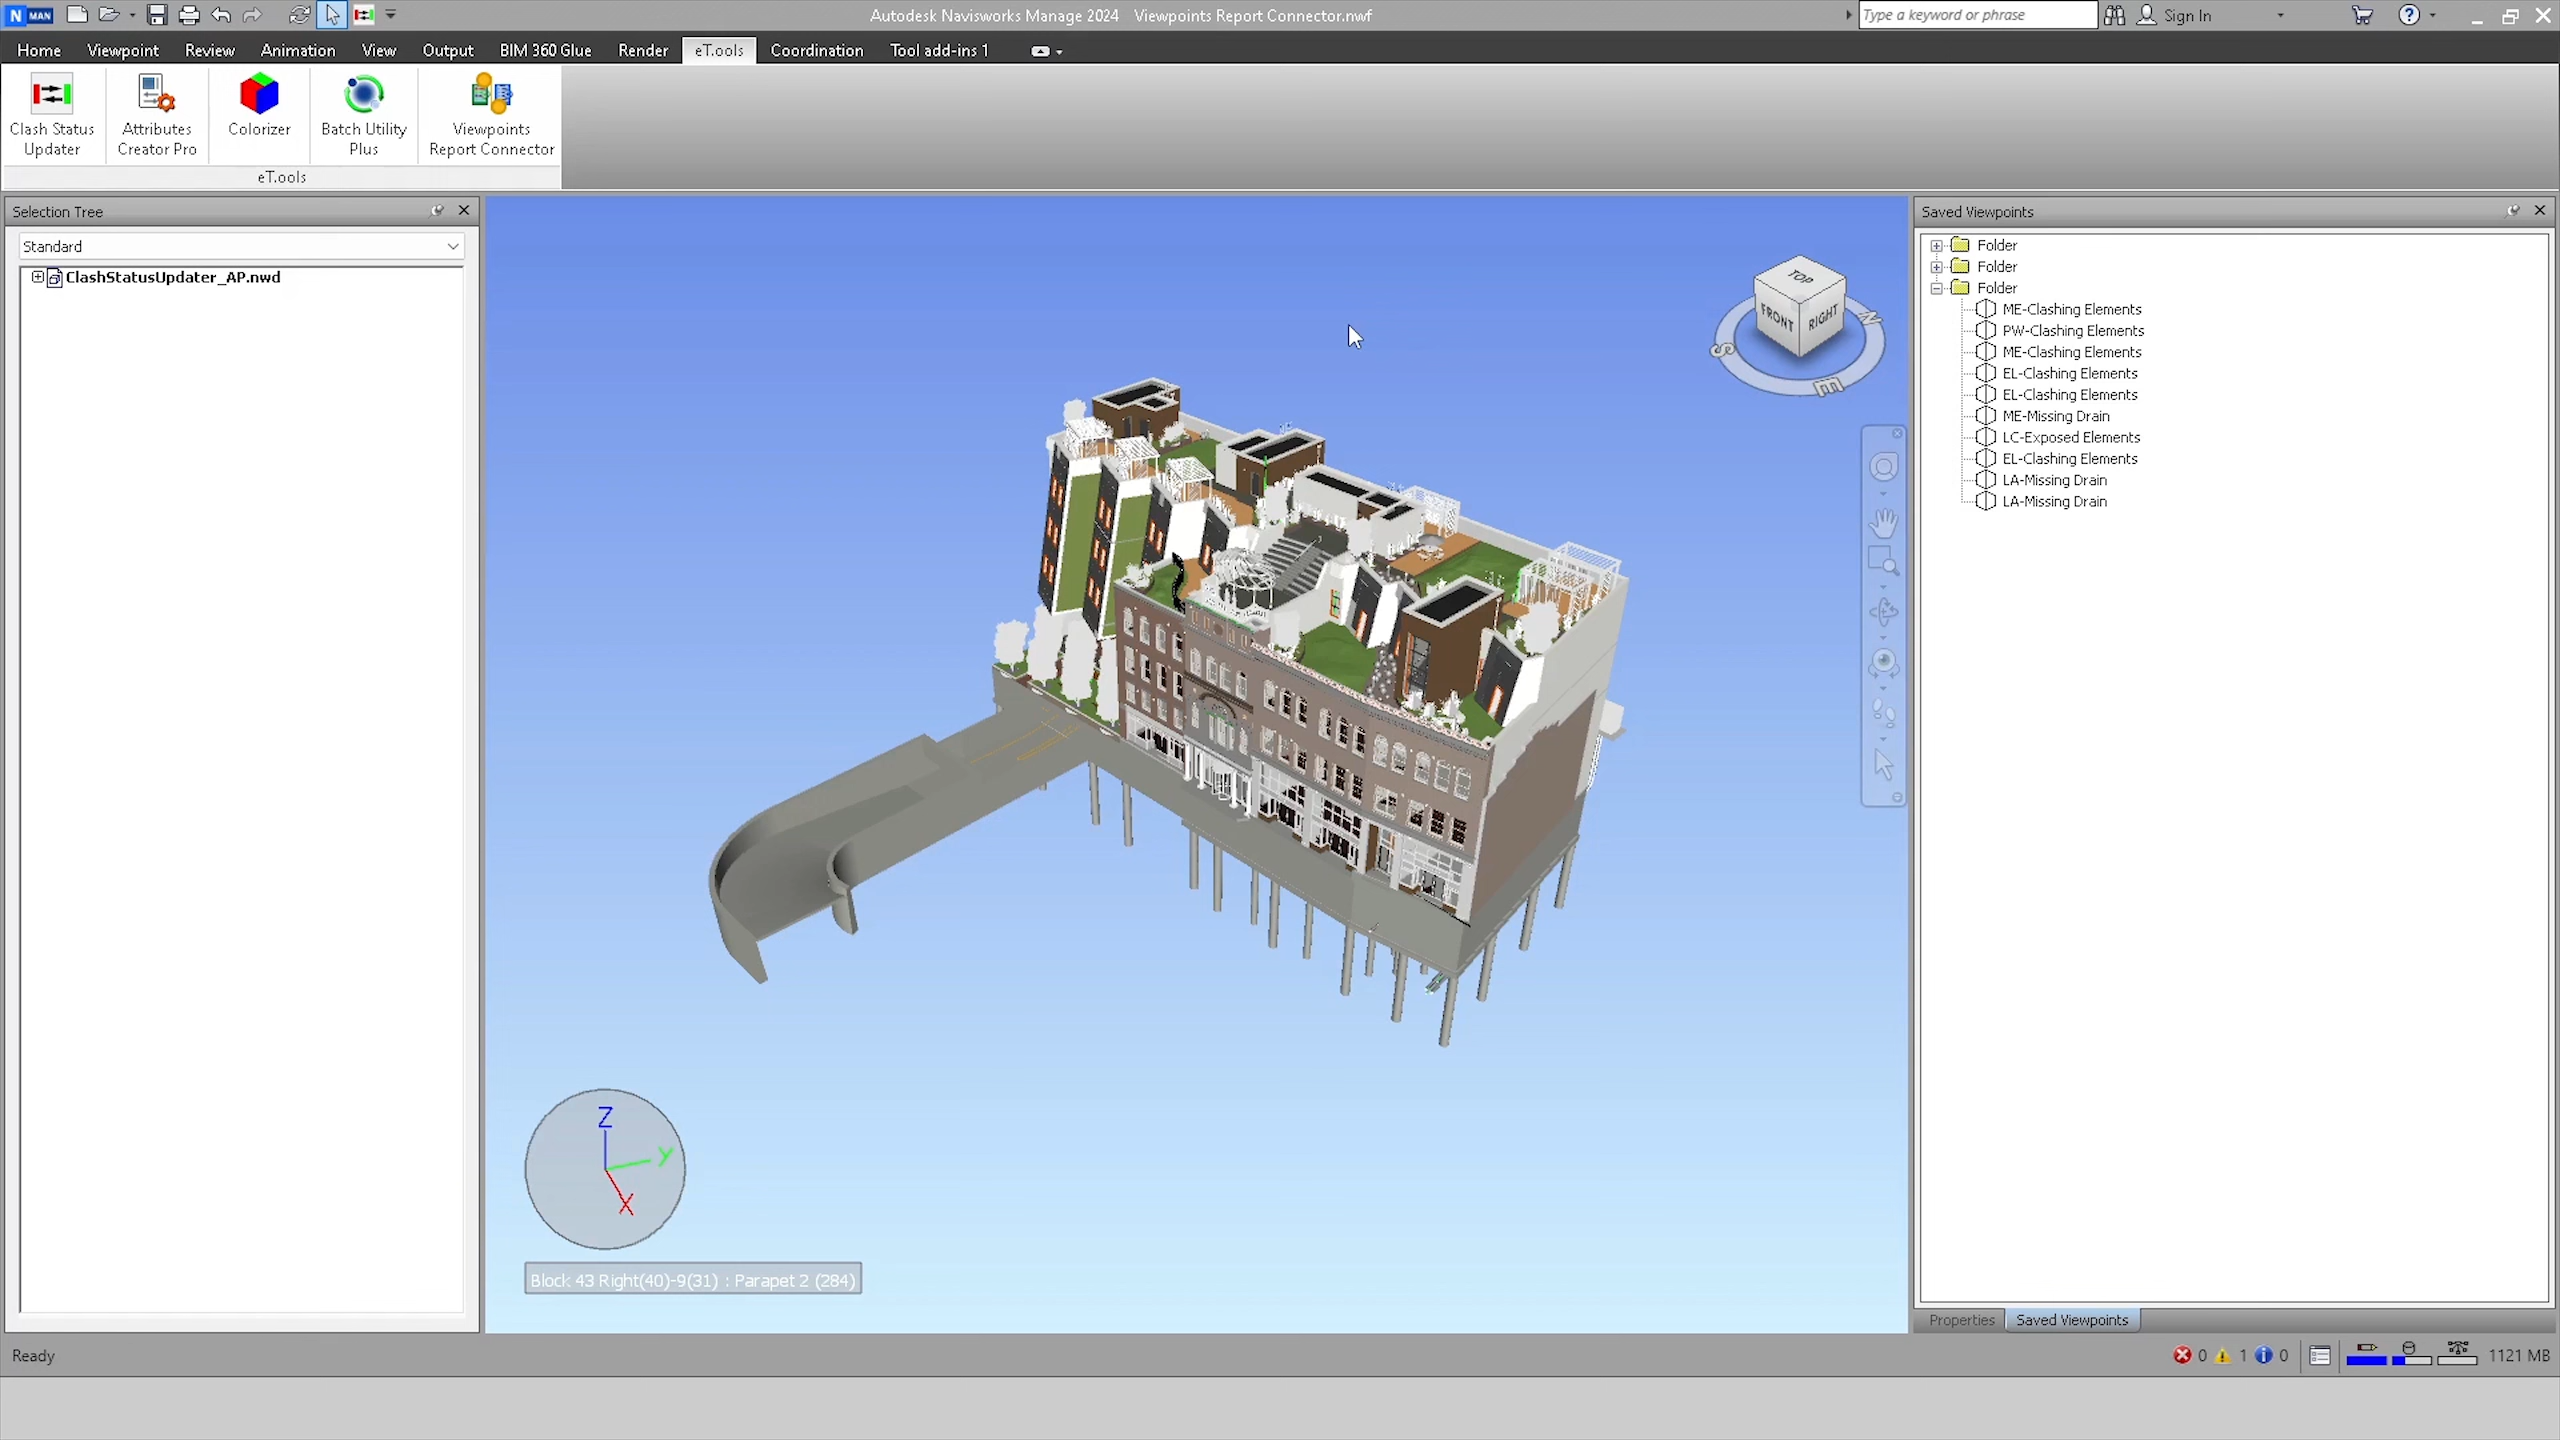 N MAN
Autodesk Navisworks Manage 2024 Viewpoints Report Connector.nwf
Type a keyword or phrase
Sign In
Home Viewpoint Review Animation View Output BIM 360 Glue Render eT.ools Coordination Tool add-ins 1
Clash Status
Updater
Attributes
Creator Pro
Colorizer
Batch Utility
Plus
Viewpoints
Report Connector
eT.ools
Selection Tree
Standard
ClashStatusUpdater_AP.nwd
TOP
FRONT
RIGHT
S
E
N
Z
Y
X
Block 43 Right(40)-9(31) : Parapet 2 (284)
Saved Viewpoints
Folder
Folder
Folder
ME-Clashing Elements
PW-Clashing Elements
ME-Clashing Elements
EL-Clashing Elements
EL-Clashing Elements
ME-Missing Drain
LC-Exposed Elements
EL-Clashing Elements
LA-Missing Drain
LA-Missing Drain
Properties Saved Viewpoints
Ready
0 1 0 1121 MB